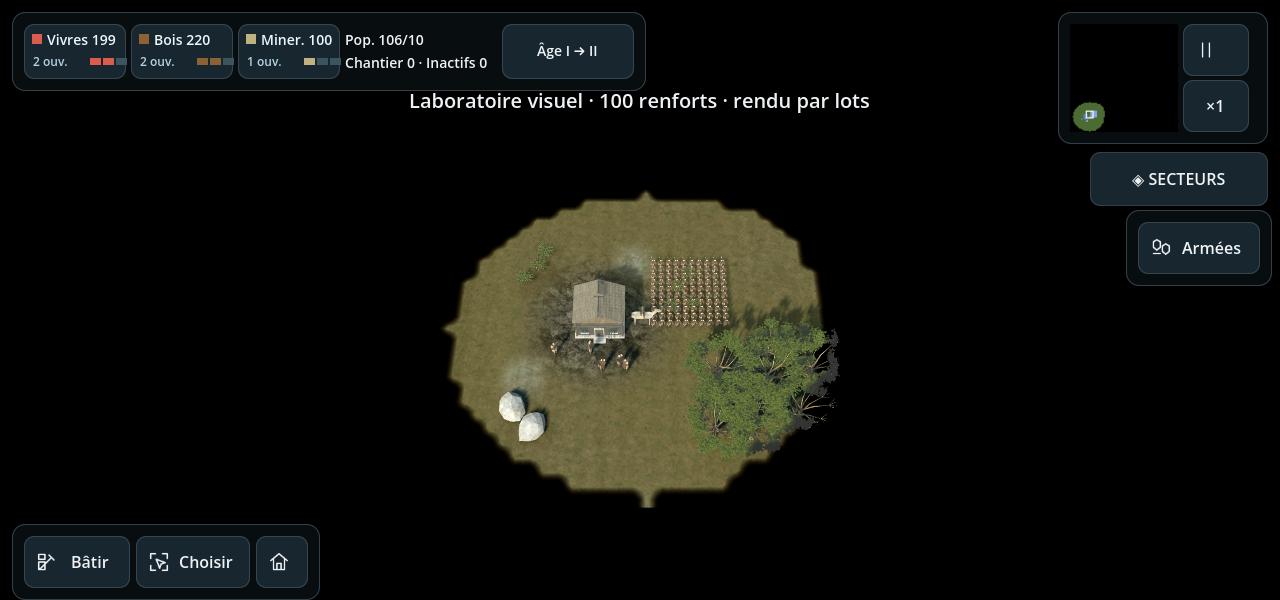 Vivres 199
2 ouv.
Bois 220
2 ouv.
Miner. 100
1 ouv.
Pop. 106/10
Chantier 0 · Inactifs 0
Âge I → II
Laboratoire visuel · 100 renforts · rendu par lots
×1
◈ SECTEURS
Armées
Bâtir
Choisir